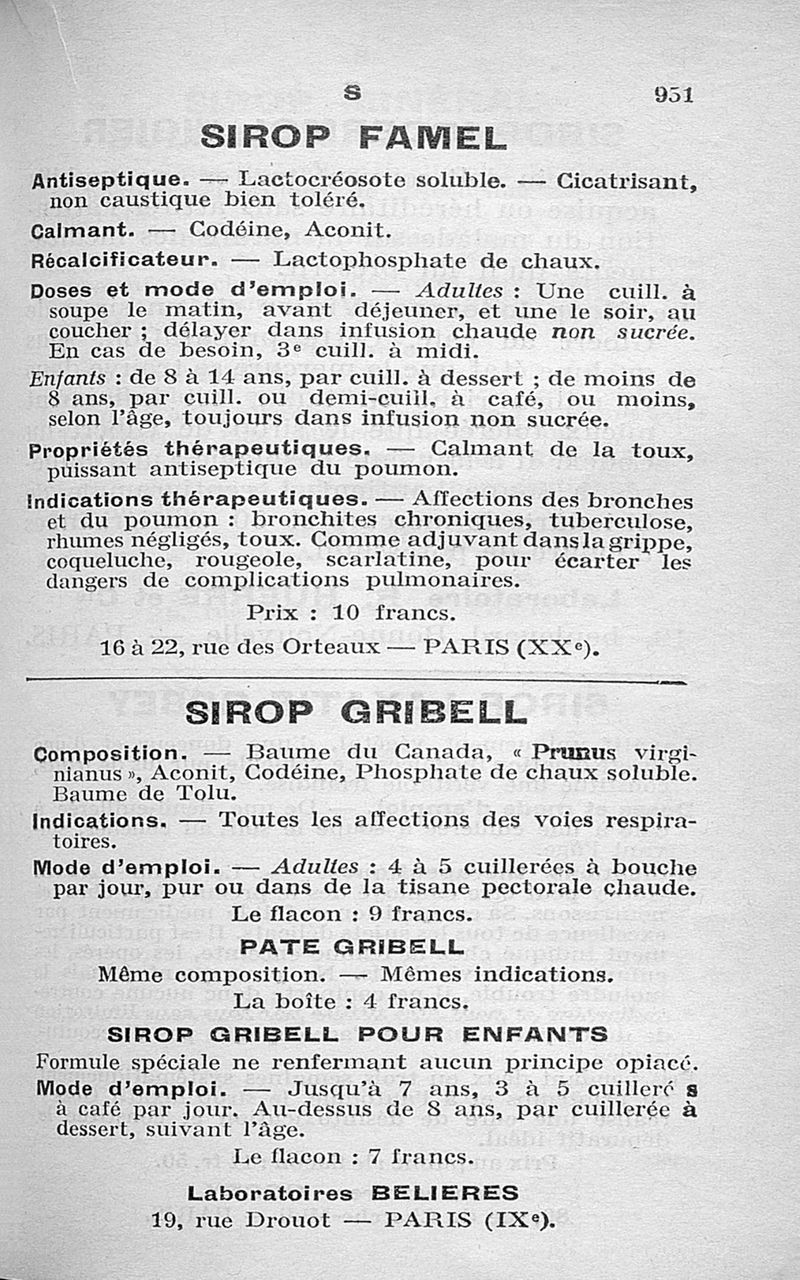 S 951
SIROP FAMEL
Antiseptique. — Lactocréosote soluble. — Cicatrisant,
non caustique bien toléré.
Calmant. — Codéine, Aconit.
Récalcificateur. — Lactophosphate de chaux.
Doses et mode d'emploi. — Adultes : Une cuill. à
soupe le matin, avant déjeuner, et une le soir, au
coucher ; délayer dans infusion chaude non sucrée.
En cas de besoin, 3e cuill. à midi.
Enfants : de 8 à 14 ans, par cuill. à dessert ; de moins de
8 ans, par cuill. ou demi-cuill. à café, ou moins,
selon l'âge, toujours dans infusion non sucrée.
Propriétés thérapeutiques. — Calmant de la toux,
puissant antiseptique du poumon.
Indications thérapeutiques. — Affections des bronches
et du poumon : bronchites chroniques, tuberculose,
rhumes négligés, toux. Comme adjuvant dans la grippe,
coqueluche, rougeole, scarlatine, pour écarter les
dangers de complications pulmonaires.
Prix : 10 francs.
16 à 22, rue des Orteaux — PARIS (XXe).
SIROP GRIBELL
Composition. — Baume du Canada, « Prunus virgi-
nianus », Aconit, Codéine, Phosphate de chaux soluble.
Baume de Tolu.
Indications. — Toutes les affections des voies respira-
toires.
Mode d'emploi. — Adultes : 4 à 5 cuillerées à bouche
par jour, pur ou dans de la tisane pectorale chaude.
Le flacon : 9 francs.
PATE GRIBELL
Même composition. — Mêmes indications.
La boîte : 4 francs.
SIROP GRIBELL POUR ENFANTS
Formule spéciale ne renfermant aucun principe opiacé.
Mode d'emploi. — Jusqu'à 7 ans, 3 à 5 cuilleré s
à café par jour. Au-dessus de 8 ans, par cuillerée à
dessert, suivant l'âge.
Le flacon : 7 francs.
Laboratoires BELIERES
19, rue Drouot — PARIS (IXe).